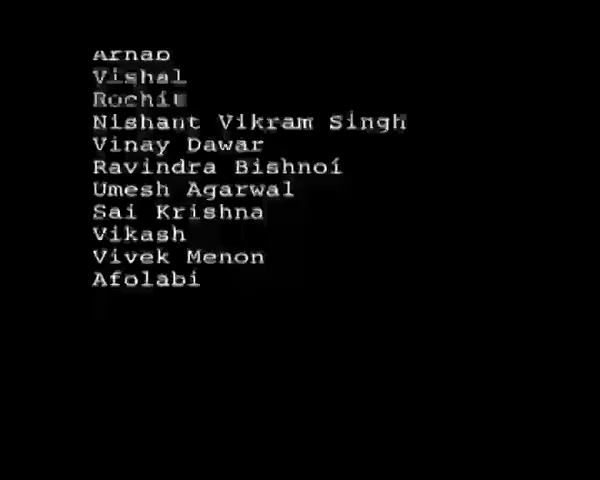 Arnab
Vishal
Rochit
Nishant Vikram Singh
Vinay Dawar
Ravindra Bishnoi
Umesh Agarwal
Sai Krishna
Vikash
Vivek Menon
Afolabi